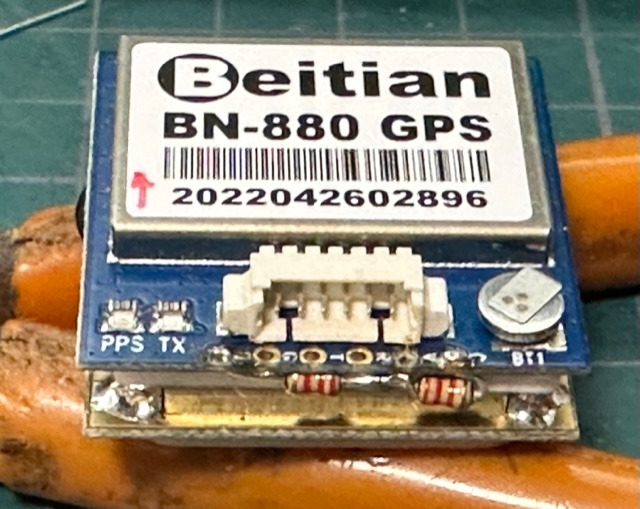 Beitian
BN-880 GPS
2022042602896
PPS TX
BT1